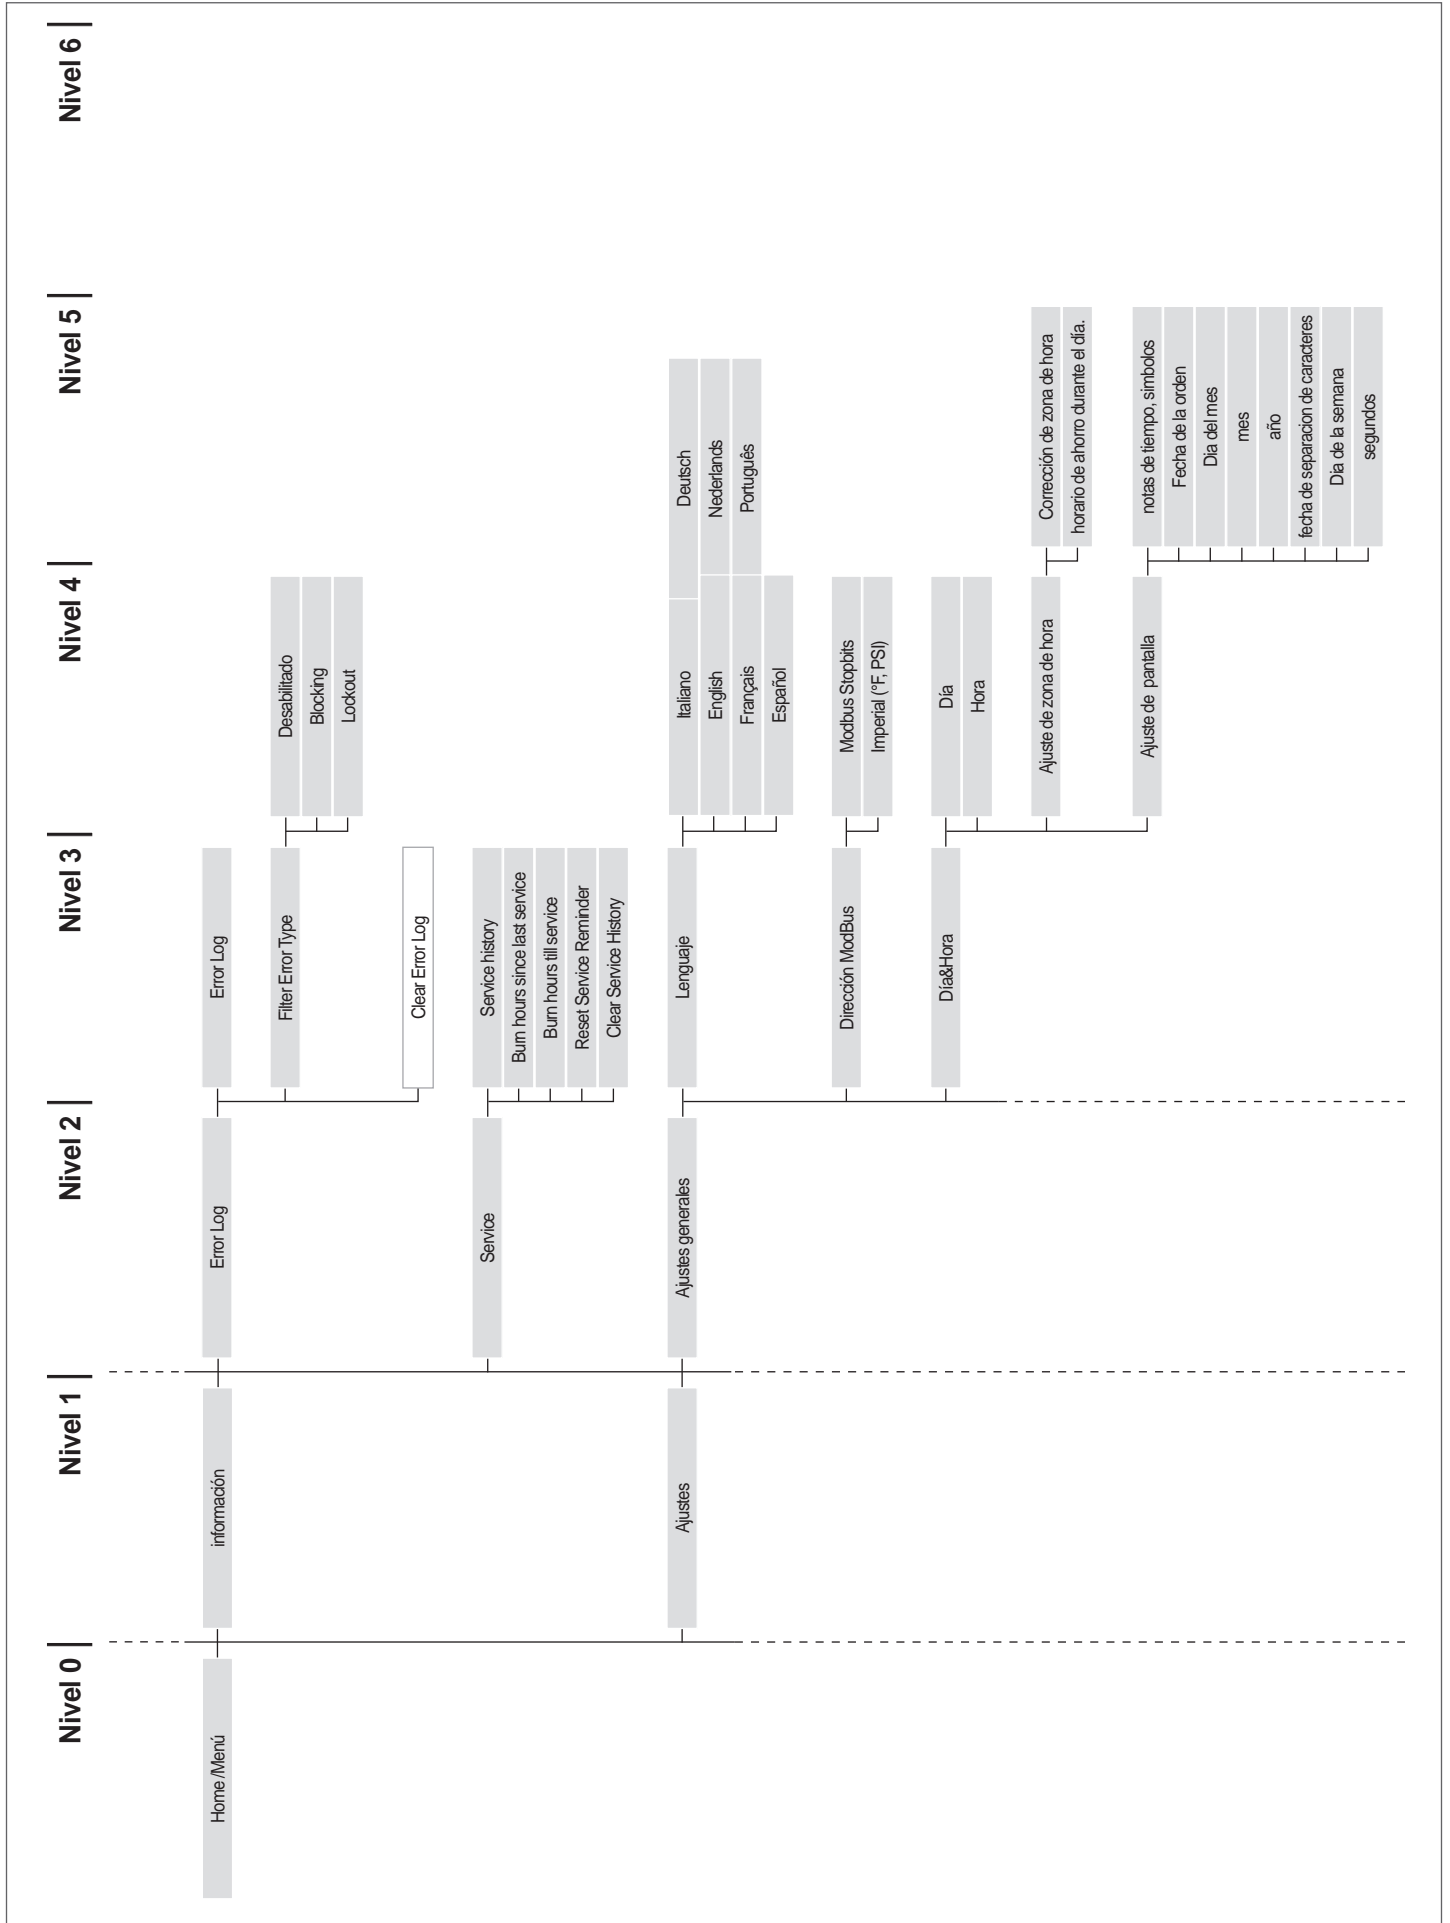 Nivel 0
Nivel 1
Nivel 2
Nivel 3
Nivel 4
Nivel 5
Nivel 6
Home /Menú
información
Error Log
Error Log
Filter Error Type
Desabilitado
Blocking
Lockout
Clear Error Log
Service
Service history
Burn hours since last service
Burn hours till service
Reset Service Reminder
Clear Service History
Ajustes
Ajustes generales
Lenguaje
Italiano
Deutsch
English
Nederlands
Français
Português
Español
Dirección ModBus
Modbus Stopbits
Imperial (°F, PSI)
Día&Hora
Día
Hora
Ajuste de zona de hora
Corrección de zona de hora
horario de ahorro durante el día.
Ajuste de pantalla
notas de tiempo, simbolos
Fecha de la orden
Dia del mes
mes
año
fecha de separacion de caracteres
Dia de la semana
segundos